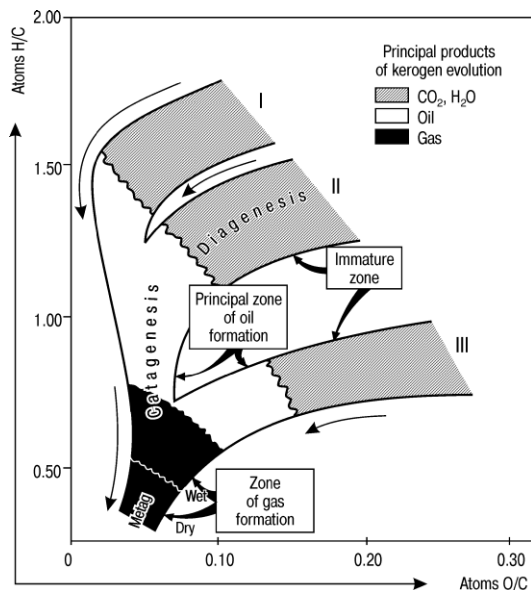 2.00
Atoms H/C
Principal products
of kerogen evolution
CO₂, H₂O
Oil
Gas
I
1.50
II
Diagenesis
Immature
zone
Principal zone
of oil
formation
1.00
Catagenesis
III
0.50
Zone
of gas
formation
Wet
Metag
Dry
0
0.10
0.20
0.30
Atoms O/C